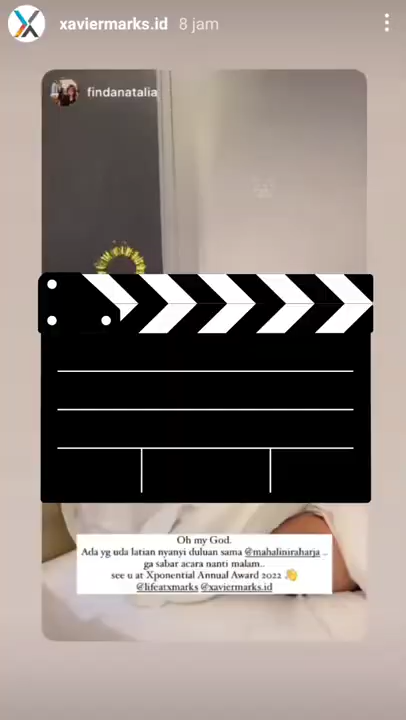 xaviermarks.id 8 jam
findanatalia
Oh my God.
Ada yg uda latian nyanyi duluan sama @mahaliniraharja ..
ga sabar acara nanti malam..
see u at Xponential Annual Award 2022 👋
@lifeatxmarks @xaviermarks.id